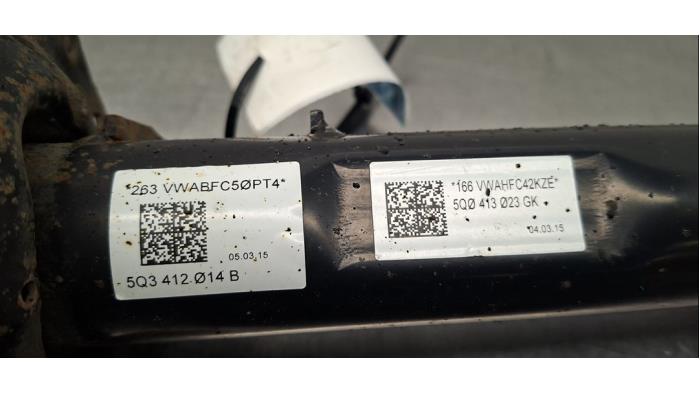 *263 VWABFC5ØPT4*
05.03.15
5Q3 412 Ø14 B
*166 VWAHFC42KZE*
5QØ 413 Ø23 GK
04.03.15